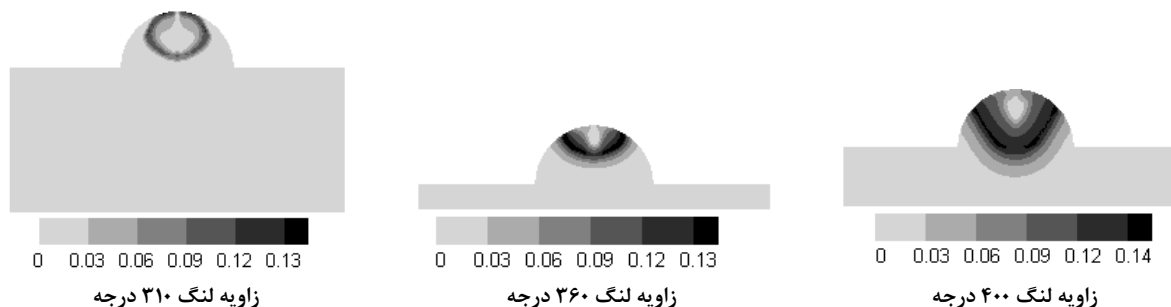 0 0.03 0.06 0.09 0.12 0.13
زاویه لنگ ۳۱۰ درجه
0 0.03 0.06 0.09 0.12 0.13
زاویه لنگ ۳۶۰ درجه
0 0.03 0.06 0.09 0.12 0.14
زاویه لنگ ۴۰۰ درجه